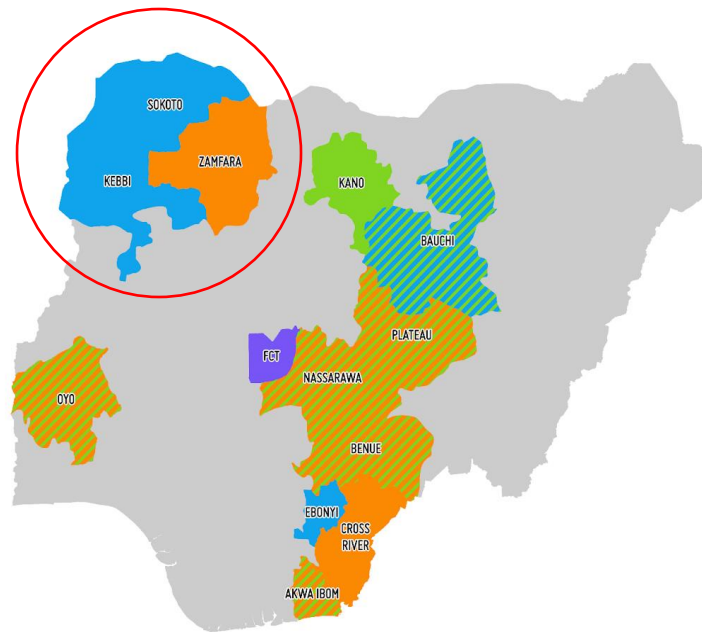 SOKOTO
ZAMFARA
KEBBI
KANO
BAUCHI
PLATEAU
FCT
NASSARAWA
OYO
BENUE
EBONYI
CROSS
RIVER
AKWA IBOM